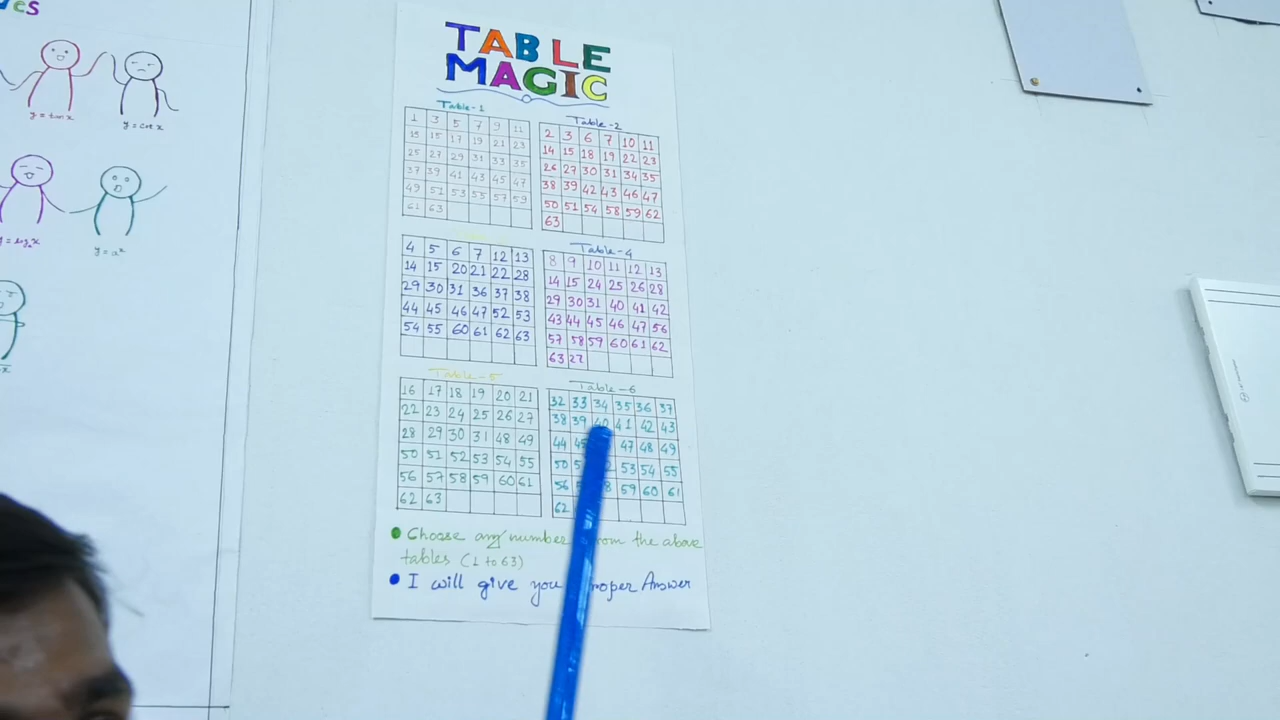 y = tan x
y = cot x
y = aˣ
TABLE
MAGIC
Table-1
1 3 5 7 9 11
15 17 19 21 23
25 27 29 31 33 35
37 39 41 43 45 47
49 51 53 55 57 59
61 63
Table-2
2 3 6 7 10 11
14 15 18 19 22 23
26 27 30 31 34 35
38 39 42 43 46 47
50 51 54 58 59 62
63
4 5 6 7 12 13
14 15 20 21 22 28
29 30 31 36 37 38
44 45 46 47 52 53
54 55 60 61 62 63
Table-4
8 9 10 11 12 13
14 15 24 25 26 28
29 30 31 40 41 42
43 44 45 46 47 56
57 58 59 60 61 62
63 27
Table-5
16 17 18 19 20 21
22 23 24 25 26 27
28 29 30 31 48 49
50 51 52 53 54 55
56 57 58 59 60 61
62 63
Table-6
32 33 34 35 36 37
38 39 40 41 42 43
44 47 48 49
50 53 54 55
56 59 60 61
62
Choose any number from the above
tables (1 to 63)
I will give you Answer